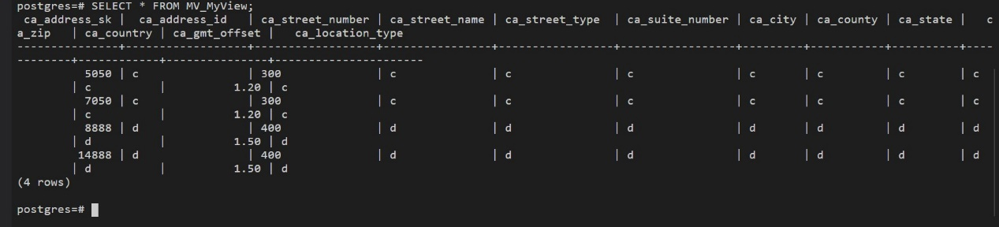 postgres=# SELECT * FROM MV_MyView;
 ca_address_sk |  ca_address_id   | ca_street_number | ca_street_name | ca_street_type  | ca_suite_number | ca_city | ca_county | ca_state |   c
a_zip   | ca_country | ca_gmt_offset |   ca_location_type
---------------+------------------+------------------+----------------+-----------------+-----------------+---------+-----------+----------+----
--------+------------+---------------+----------------------
          5050 | c                | 300              | c              | c               | c               | c       | c         | c        | c
        | c          |          1.20 | c
          7050 | c                | 300              | c              | c               | c               | c       | c         | c        | c
        | c          |          1.20 | c
          8888 | d                | 400              | d              | d               | d               | d       | d         | d        | d
        | d          |          1.50 | d
         14888 | d                | 400              | d              | d               | d               | d       | d         | d        | d
        | d          |          1.50 | d
(4 rows)
postgres=#